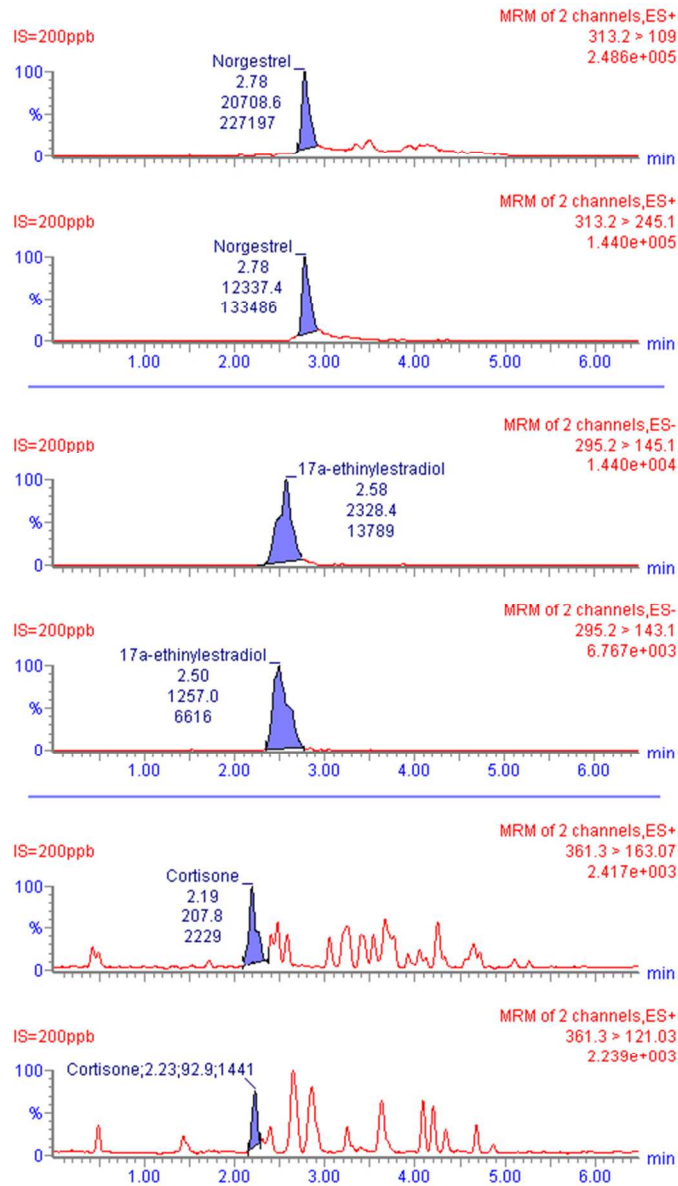 MRM of 2 channels,ES+
IS=200ppb
313.2 > 109
2.486e+005
Norgestrel
2.78
20708.6
227197
100
%
0
min
MRM of 2 channels,ES+
IS=200ppb
313.2 > 245.1
1.440e+005
Norgestrel
2.78
12337.4
133486
100
%
0
min
1.00 2.00 3.00 4.00 5.00 6.00
MRM of 2 channels,ES-
IS=200ppb
295.2 > 145.1
1.440e+004
17a-ethinylestradiol
2.58
2328.4
13789
100
%
0
min
MRM of 2 channels,ES-
IS=200ppb
295.2 > 143.1
6.767e+003
17a-ethinylestradiol
2.50
1257.0
6616
100
%
0
min
1.00 2.00 3.00 4.00 5.00 6.00
MRM of 2 channels,ES+
IS=200ppb
361.3 > 163.07
2.417e+003
Cortisone
2.19
207.8
2229
100
%
0
min
MRM of 2 channels,ES+
IS=200ppb
361.3 > 121.03
2.239e+003
Cortisone;2.23;92.9;1441
100
%
0
min
1.00 2.00 3.00 4.00 5.00 6.00